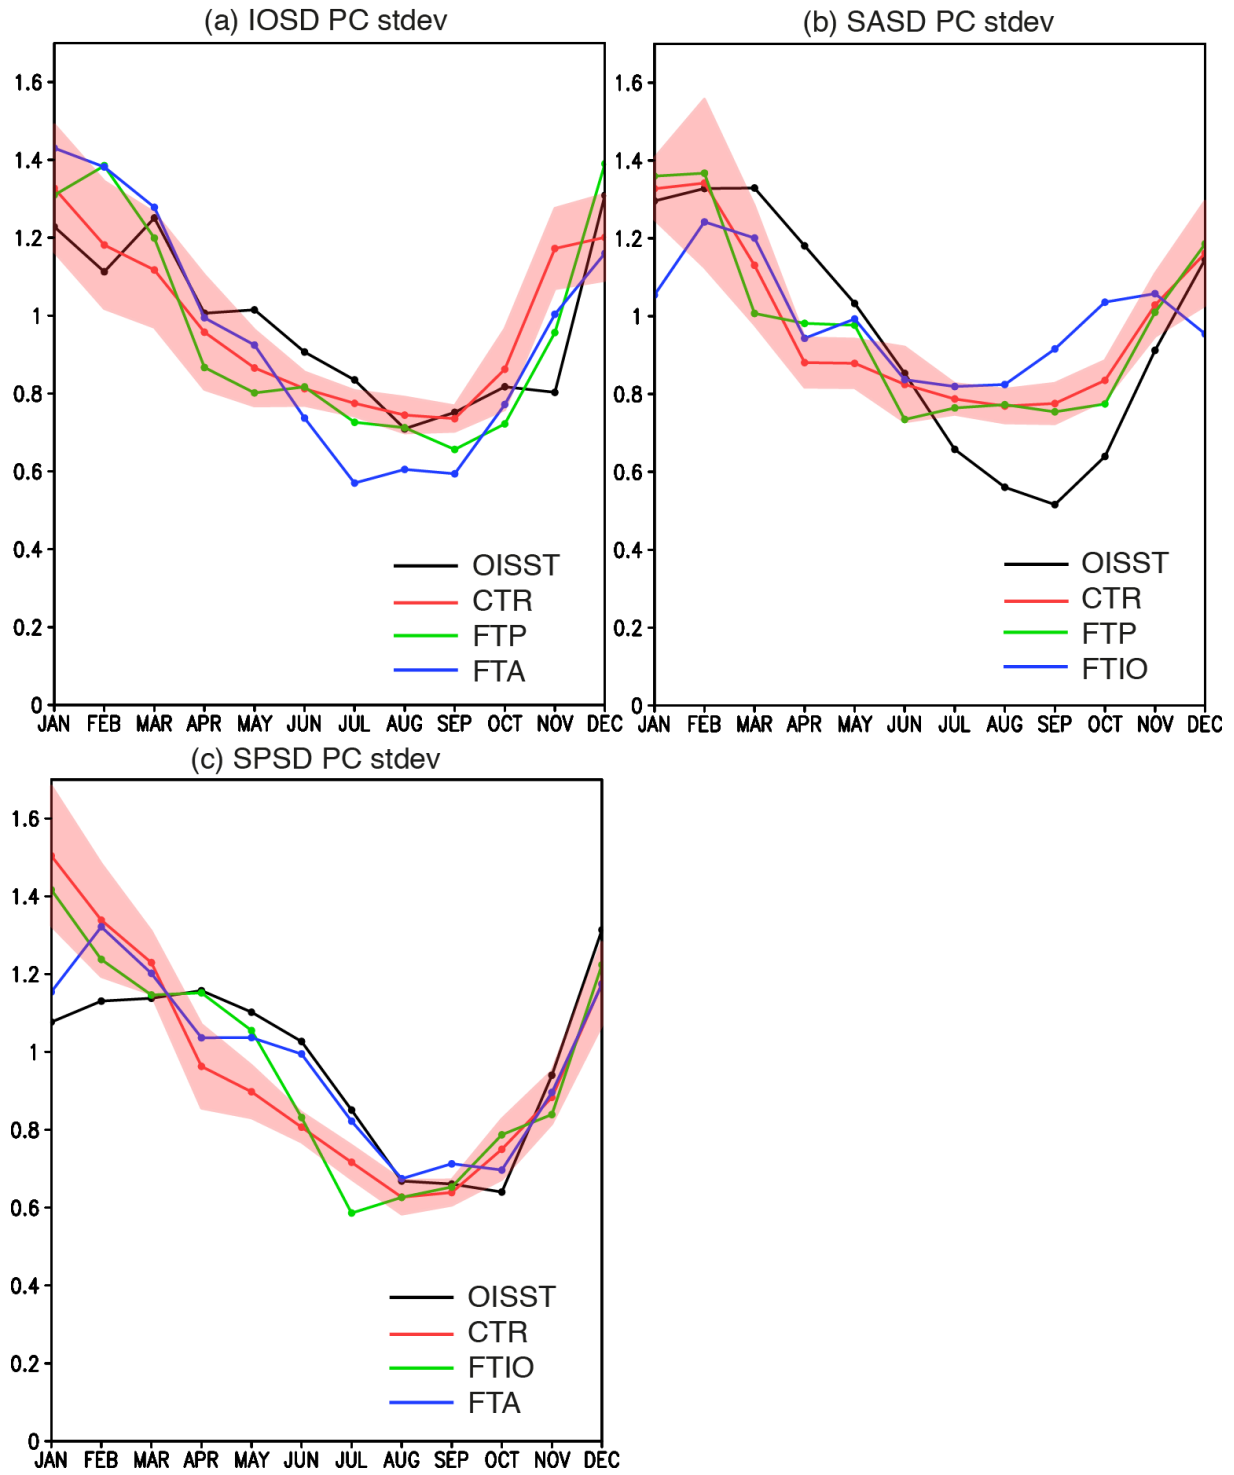 (a) IOSD PC stdev
1.6
1.4
1.2
1
0.8
0.6
0.4
0.2
0
JAN FEB MAR APR MAY JUN JUL AUG SEP OCT NOV DEC
OISST
CTR
FTP
FTA
(b) SASD PC stdev
1.6
1.4
1.2
1
0.8
0.6
0.4
0.2
0
JAN FEB MAR APR MAY JUN JUL AUG SEP OCT NOV DEC
OISST
CTR
FTP
FTIO
(c) SPSD PC stdev
1.6
1.4
1.2
1
0.8
0.6
0.4
0.2
0
JAN FEB MAR APR MAY JUN JUL AUG SEP OCT NOV DEC
OISST
CTR
FTIO
FTA